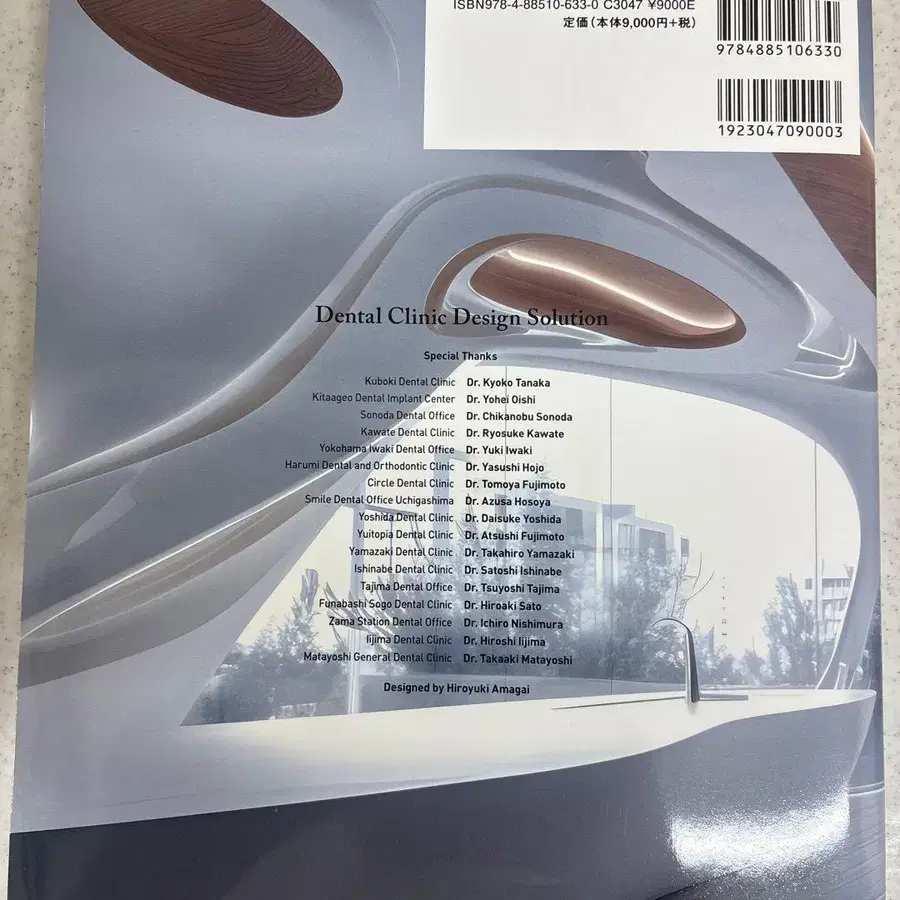 ISBN978-4-88510-633-0 C3047 ¥9000E
定価(本体9,000円+税)
9784885106330
1923047090003
Dental Clinic Design Solution
Special Thanks
Kuboki Dental Clinic Dr. Kyoko Tanaka
Kitaageo Dental Implant Center Dr. Yohei Oishi
Sonoda Dental Office Dr. Chikanobu Sonoda
Kawate Dental Clinic Dr. Ryosuke Kawate
Yokohama Iwaki Dental Office Dr. Yuki Iwaki
Harumi Dental and Orthodontic Clinic Dr. Yasushi Hojo
Circle Dental Clinic Dr. Tomoya Fujimoto
Smile Dental Office Uchigashima Dr. Azusa Hosoya
Yoshida Dental Clinic Dr. Daisuke Yoshida
Yuitopia Dental Clinic Dr. Atsushi Fujimoto
Yamazaki Dental Clinic Dr. Takahiro Yamazaki
Ishinabe Dental Clinic Dr. Satoshi Ishinabe
Tajima Dental Office Dr. Tsuyoshi Tajima
Funabashi Sogo Dental Clinic Dr. Hiroaki Sato
Zama Station Dental Office Dr. Ichiro Nishimura
Iijima Dental Clinic Dr. Hiroshi Iijima
Matayoshi General Dental Clinic Dr. Takaaki Matayoshi
Designed by Hiroyuki Amagai